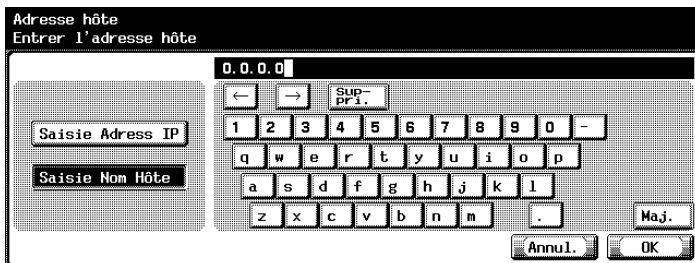 Adresse hôte
Entrer l'adresse hôte
0.0.0.0
← → Sup-
pri.
Saisie Adress IP
1 2 3 4 5 6 7 8 9 0 -
q w e r t y u i o p
Saisie Nom Hôte
a s d f g h j k l
z x c v b n m . Maj.
Annul. OK